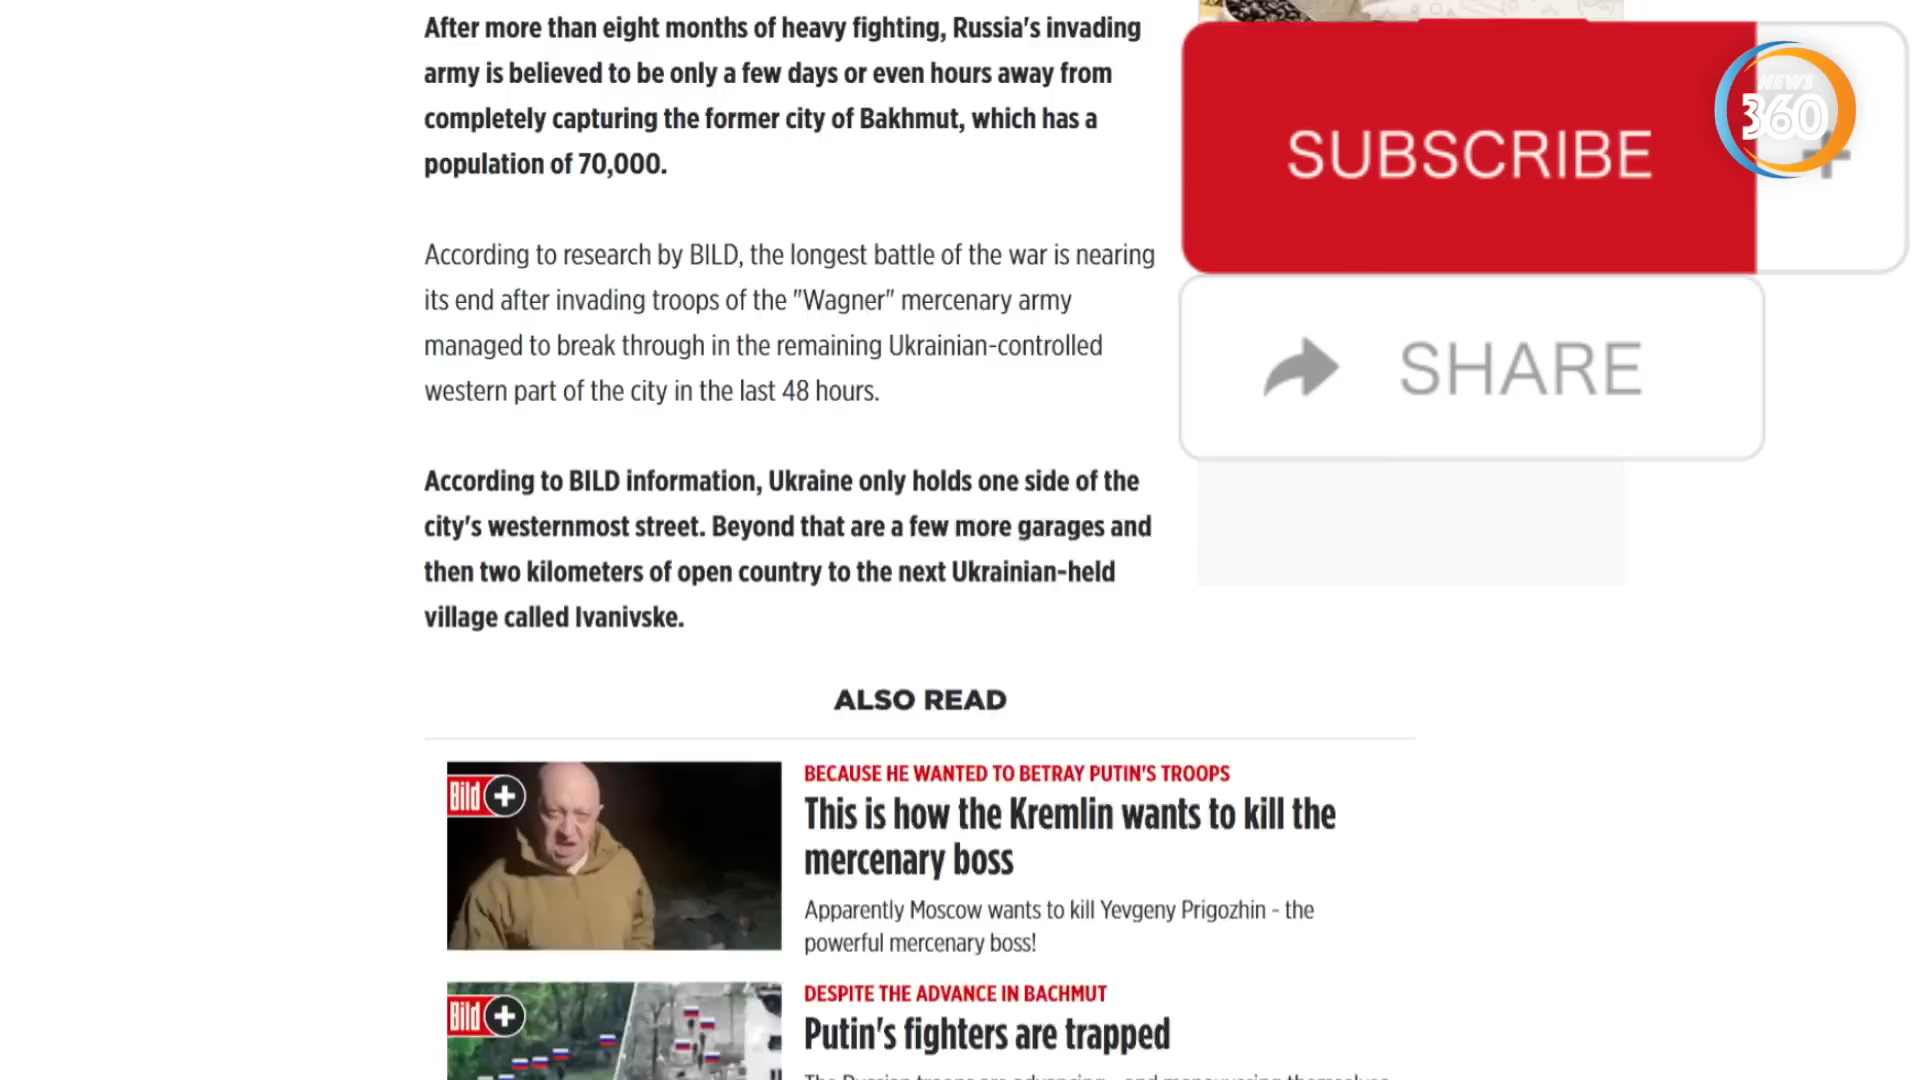 After more than eight months of heavy fighting, Russia's invading
army is believed to be only a few days or even hours away from
completely capturing the former city of Bakhmut, which has a
population of 70,000.
According to research by BILD, the longest battle of the war is nearing
its end after invading troops of the "Wagner" mercenary army
managed to break through in the remaining Ukrainian-controlled
western part of the city in the last 48 hours.
According to BILD information, Ukraine only holds one side of the
city's westernmost street. Beyond that are a few more garages and
then two kilometers of open country to the next Ukrainian-held
village called Ivanivske.
SUBSCRIBE
+
NEWS
360
SHARE
ALSO READ
Bild +
BECAUSE HE WANTED TO BETRAY PUTIN'S TROOPS
This is how the Kremlin wants to kill the
mercenary boss
Apparently Moscow wants to kill Yevgeny Prigozhin - the
powerful mercenary boss!
Bild +
DESPITE THE ADVANCE IN BACHMUT
Putin's fighters are trapped